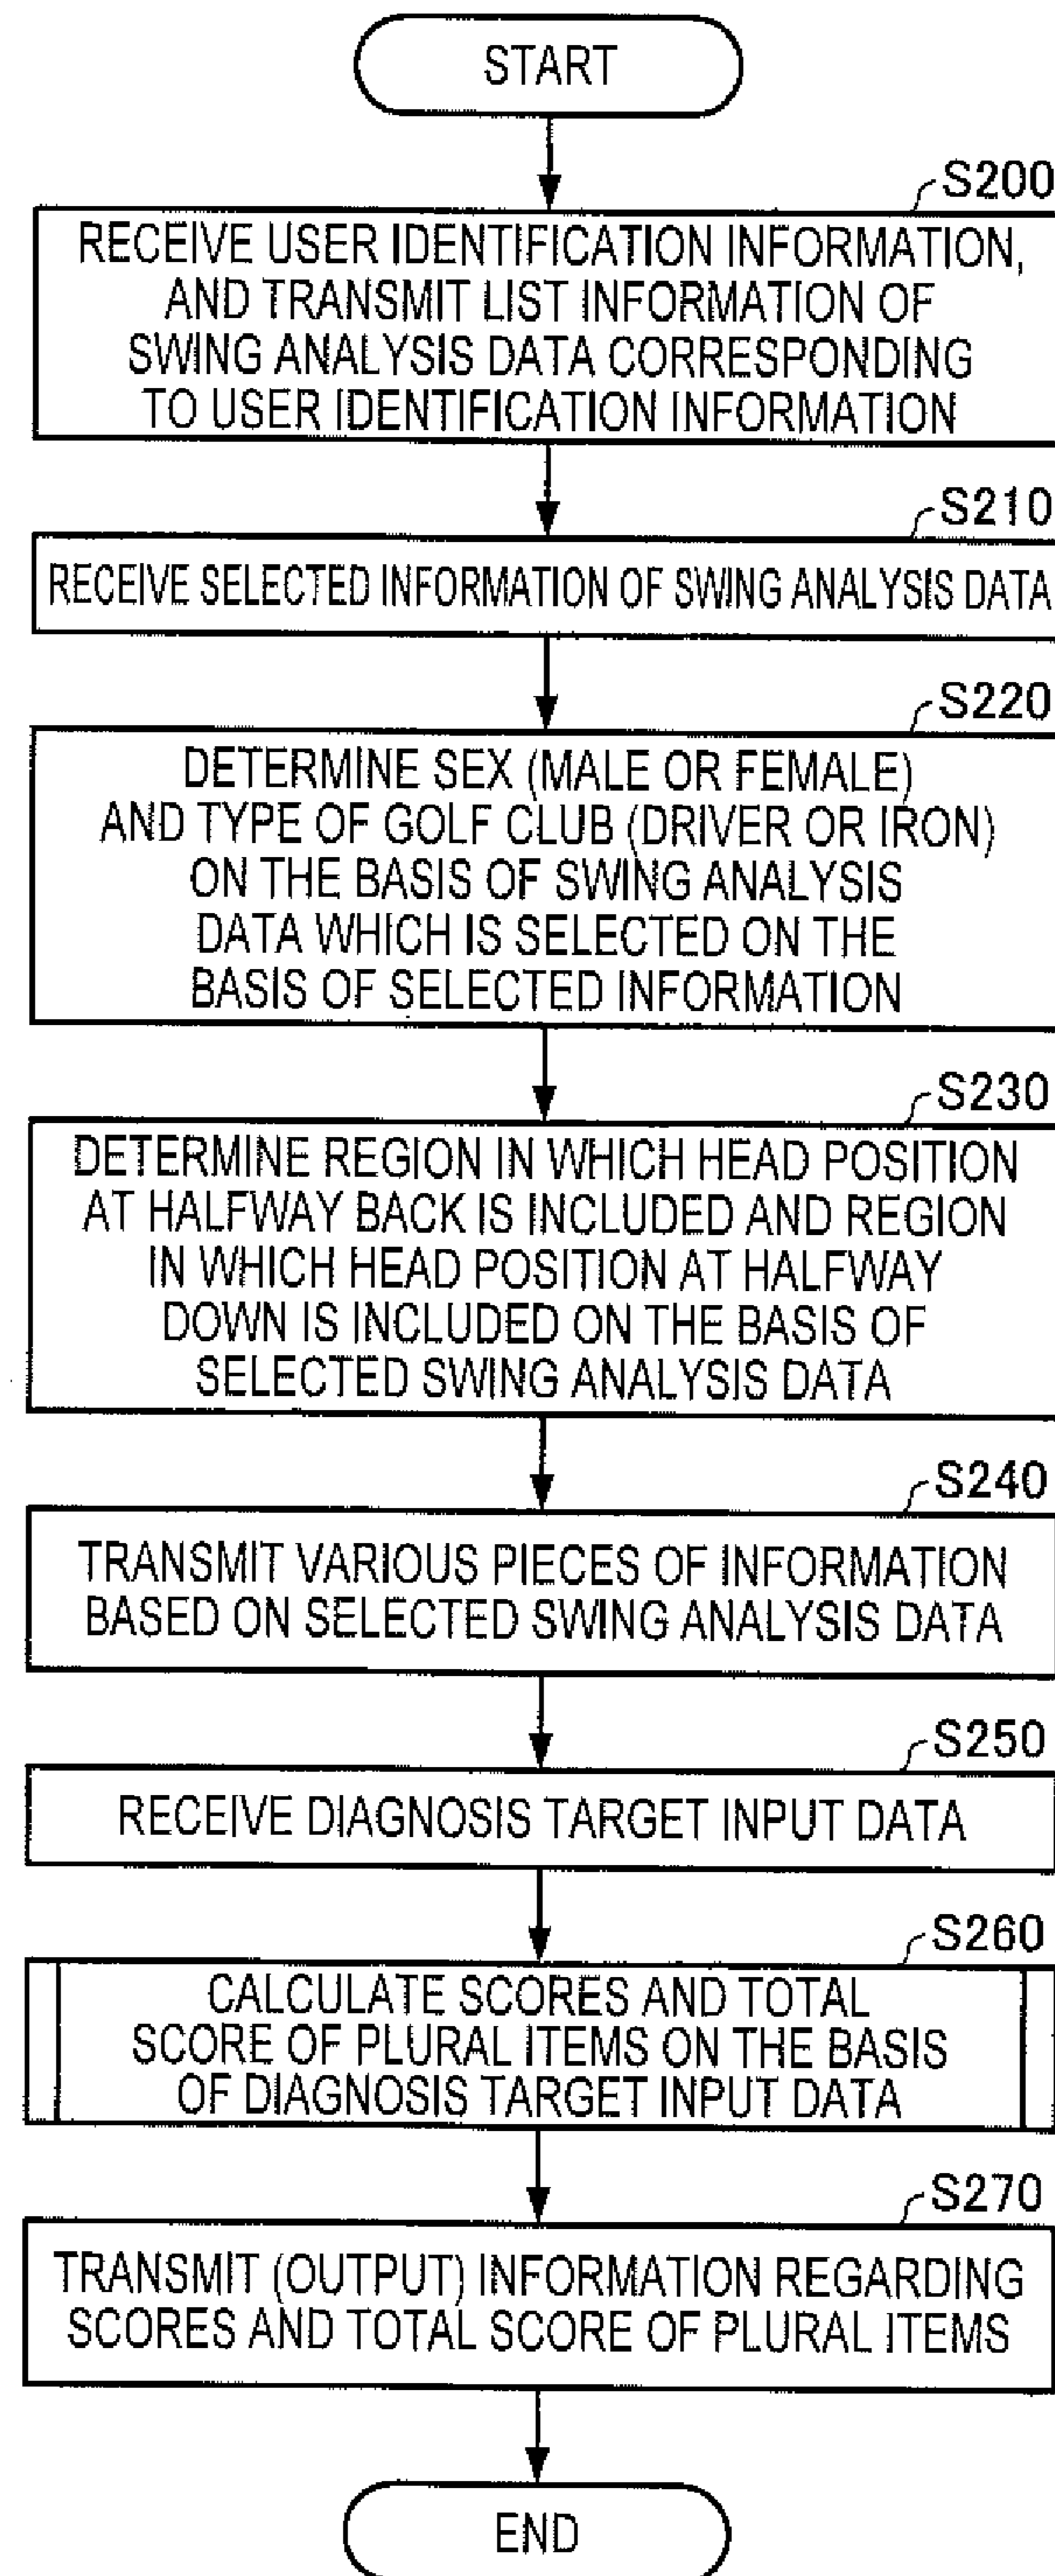 START
S200
RECEIVE USER IDENTIFICATION INFORMATION,
AND TRANSMIT LIST INFORMATION OF
SWING ANALYSIS DATA CORRESPONDING
TO USER IDENTIFICATION INFORMATION
S210
RECEIVE SELECTED INFORMATION OF SWING ANALYSIS DATA
S220
DETERMINE SEX (MALE OR FEMALE)
AND TYPE OF GOLF CLUB (DRIVER OR IRON)
ON THE BASIS OF SWING ANALYSIS
DATA WHICH IS SELECTED ON THE
BASIS OF SELECTED INFORMATION
S230
DETERMINE REGION IN WHICH HEAD POSITION
AT HALFWAY BACK IS INCLUDED AND REGION
IN WHICH HEAD POSITION AT HALFWAY
DOWN IS INCLUDED ON THE BASIS OF
SELECTED SWING ANALYSIS DATA
S240
TRANSMIT VARIOUS PIECES OF INFORMATION
BASED ON SELECTED SWING ANALYSIS DATA
S250
RECEIVE DIAGNOSIS TARGET INPUT DATA
S260
CALCULATE SCORES AND TOTAL
SCORE OF PLURAL ITEMS ON THE BASIS
OF DIAGNOSIS TARGET INPUT DATA
S270
TRANSMIT (OUTPUT) INFORMATION REGARDING
SCORES AND TOTAL SCORE OF PLURAL ITEMS
END